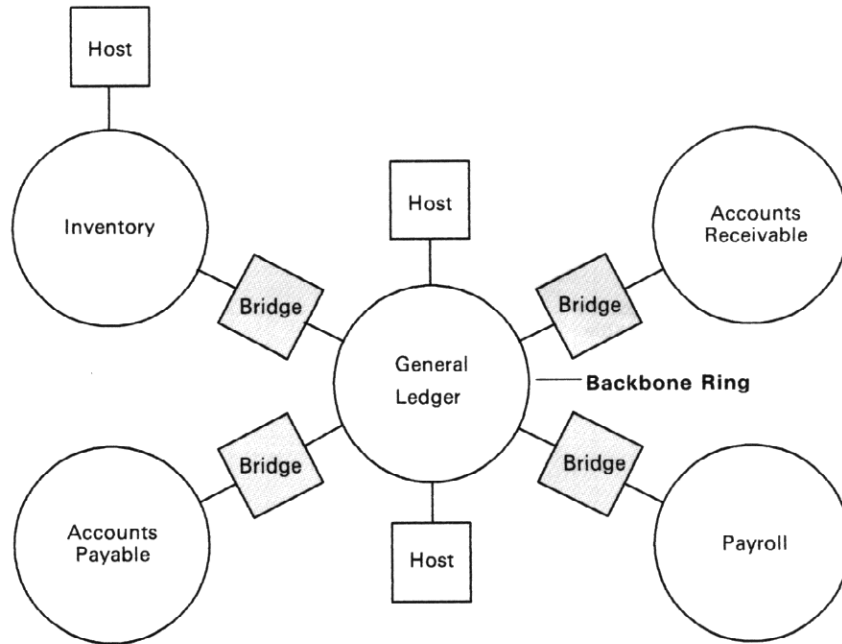 Host
Inventory
Host
Accounts
Receivable
Bridge
Bridge
General
Ledger
Backbone Ring
Bridge
Bridge
Accounts
Payable
Host
Payroll